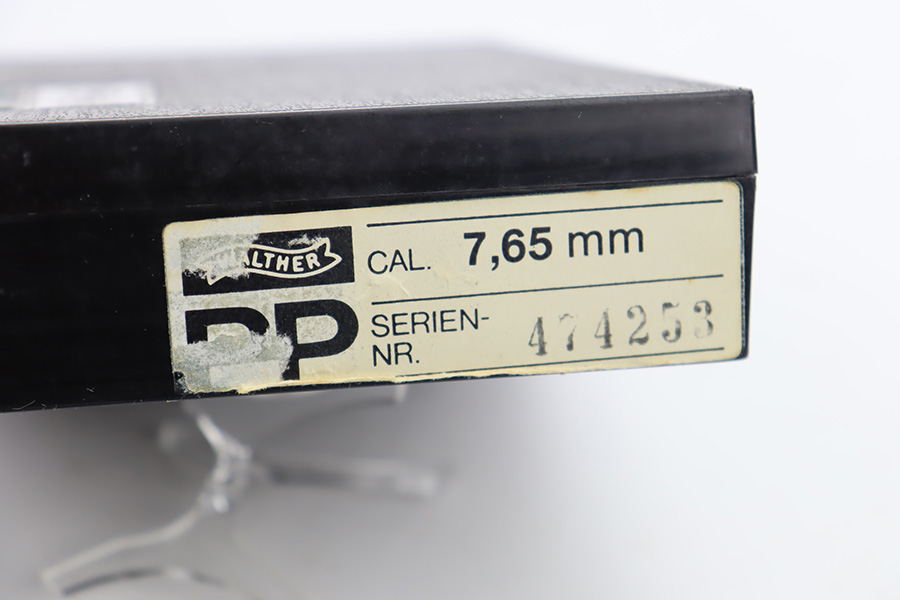 WALTHER
PP
CAL. 7,65 mm
SERIEN-
NR. 474253